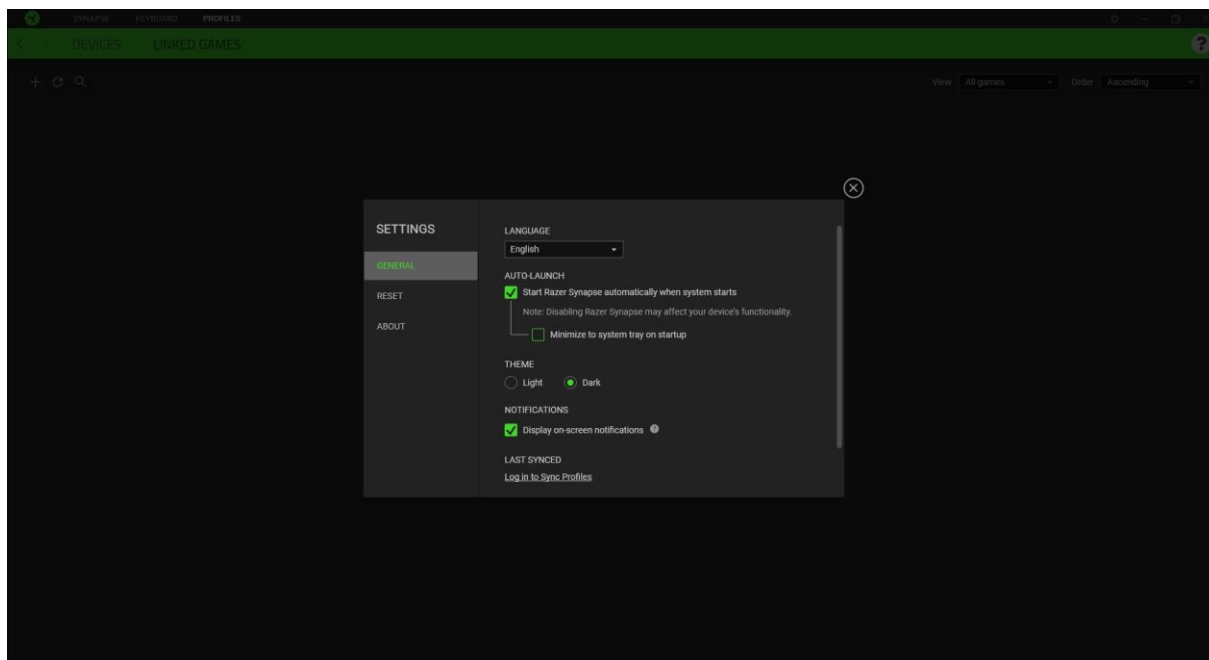 SYNAPSE KEYBOARD PROFILES
DEVICES LINKED GAMES
View All games Order Ascending
SETTINGS
GENERAL
RESET
ABOUT
LANGUAGE
English
AUTO-LAUNCH
Start Razer Synapse automatically when system starts
Note: Disabling Razer Synapse may affect your device's functionality.
Minimize to system tray on startup
THEME
Light Dark
NOTIFICATIONS
Display on-screen notifications ?
LAST SYNCED
Log in to Sync Profiles